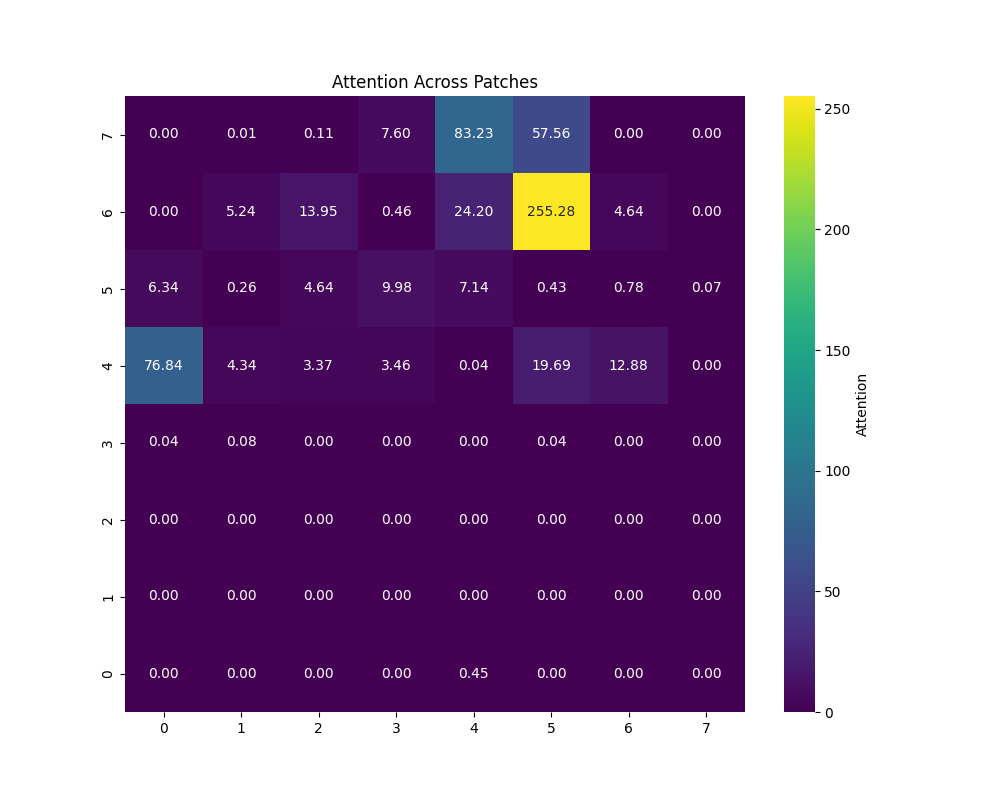 Attention Across Patches
7 0.00 0.01 0.11 7.60 83.23 57.56 0.00 0.00
6 0.00 5.24 13.95 0.46 24.20 255.28 4.64 0.00
5 6.34 0.26 4.64 9.98 7.14 0.43 0.78 0.07
4 76.84 4.34 3.37 3.46 0.04 19.69 12.88 0.00
3 0.04 0.08 0.00 0.00 0.00 0.04 0.00 0.00
2 0.00 0.00 0.00 0.00 0.00 0.00 0.00 0.00
1 0.00 0.00 0.00 0.00 0.00 0.00 0.00 0.00
0 0.00 0.00 0.00 0.00 0.45 0.00 0.00 0.00
0 1 2 3 4 5 6 7
250
200
150
100
50
0
Attention